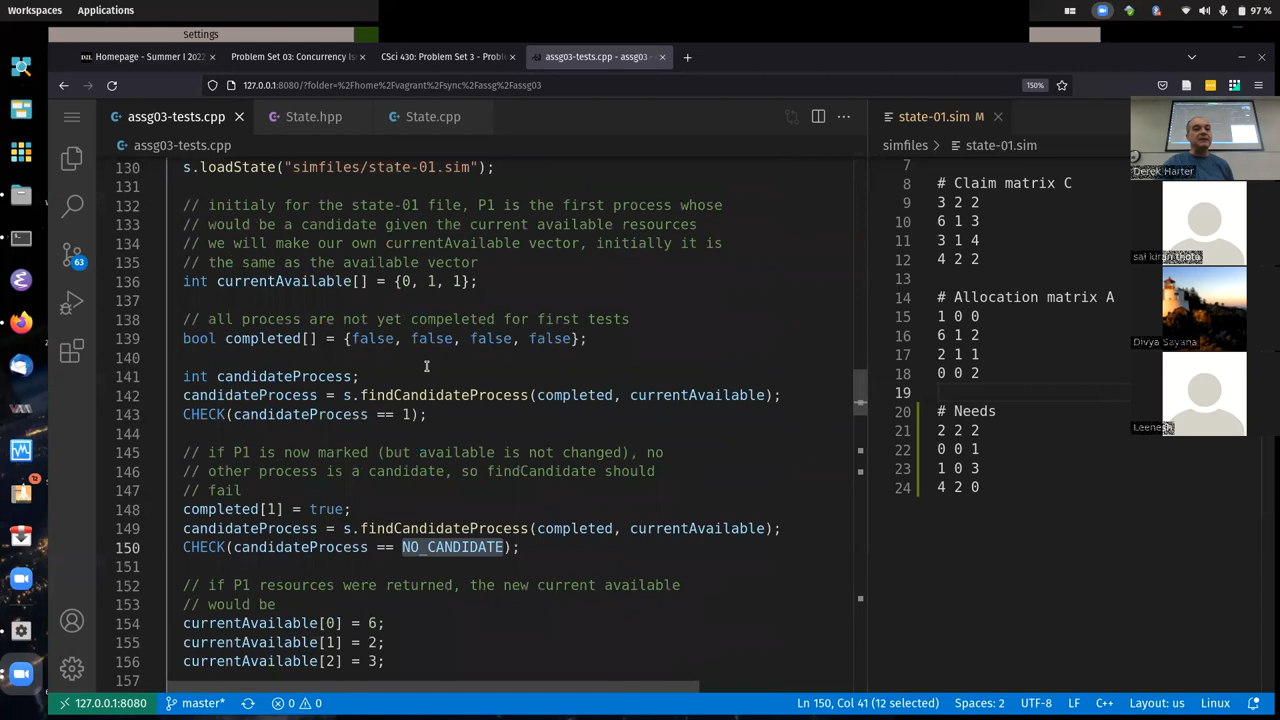 Workspaces Applications
97 %
Settings
Homepage - Summer I 2022
Problem Set 03: Concurrency Is
CSci 430: Problem Set 3 - Probl
assg03-tests.cpp - assg03 -
127.0.0.1:8080/?folder=%2Fhome%2Fvagrant%2Fsync%2Fassg%2Fassg03
150%
assg03-tests.cpp
State.hpp
State.cpp
state-01.sim M
assg03-tests.cpp
simfiles > state-01.sim
130 s.loadState("simfiles/state-01.sim");
131
132 // initialy for the state-01 file, P1 is the first process whose
133 // would be a candidate given the current available resources
134 // we will make our own currentAvailable vector, initially it is
135 // the same as the available vector
136 int currentAvailable[] = {0, 1, 1};
137
138 // all process are not yet compeleted for first tests
139 bool completed[] = {false, false, false, false};
140
141 int candidateProcess;
142 candidateProcess = s.findCandidateProcess(completed, currentAvailable);
143 CHECK(candidateProcess == 1);
144
145 // if P1 is now marked (but available is not changed), no
146 // other process is a candidate, so findCandidate should
147 // fail
148 completed[1] = true;
149 candidateProcess = s.findCandidateProcess(completed, currentAvailable);
150 CHECK(candidateProcess == NO_CANDIDATE);
151
152 // if P1 resources were returned, the new current available
153 // would be
154 currentAvailable[0] = 6;
155 currentAvailable[1] = 2;
156 currentAvailable[2] = 3;
157
7
8 # Claim matrix C
9 3 2 2
10 6 1 3
11 3 1 4
12 4 2 2
13
14 # Allocation matrix A
15 1 0 0
16 6 1 2
17 2 1 1
18 0 0 2
19
20 # Needs
21 2 2 2
22 0 0 1
23 1 0 3
24 4 2 0
Derek Harter
sai kiran thota
Divya Sayana
Leenesh
63
12
127.0.0.1:8080
master*
0 0
Ln 150, Col 41 (12 selected)
Spaces: 2
UTF-8
LF
C++
Layout: us
Linux